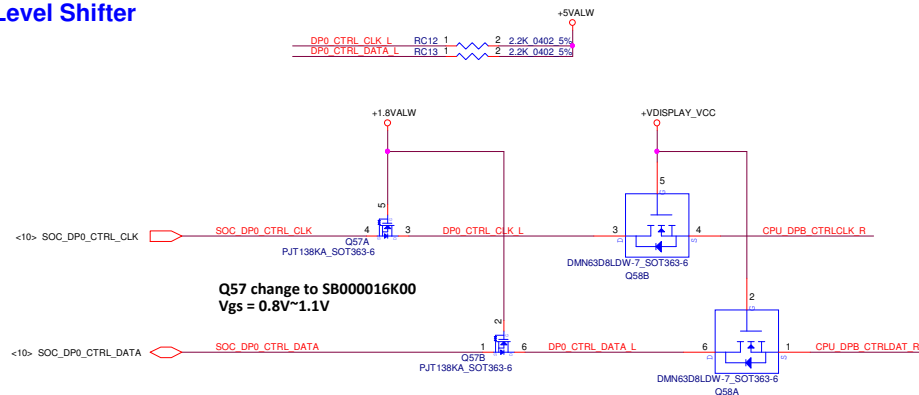 Level Shifter
+5VALW
DP0_CTRL_CLK_L RC12 1 2 2.2K_0402_5%
DP0_CTRL_DATA_L RC13 1 2 2.2K_0402_5%
+1.8VALW
+VDISPLAY_VCC
5
5
G
G
<10> SOC_DP0_CTRL_CLK
SOC_DP0_CTRL_CLK
4
3
DP0_CTRL_CLK_L
3
D
S
4
CPU_DPB_CTRLCLK_R
Q57A
PJT138KA_SOT363-6
DMN63D8LDW-7_SOT363-6
Q58B
Q57 change to SB000016K00
Vgs = 0.8V~1.1V
2
2
G
G
<10> SOC_DP0_CTRL_DATA
SOC_DP0_CTRL_DATA
1
6
DP0_CTRL_DATA_L
6
D
S
1
CPU_DPB_CTRLDAT_R
Q57B
PJT138KA_SOT363-6
DMN63D8LDW-7_SOT363-6
Q58A